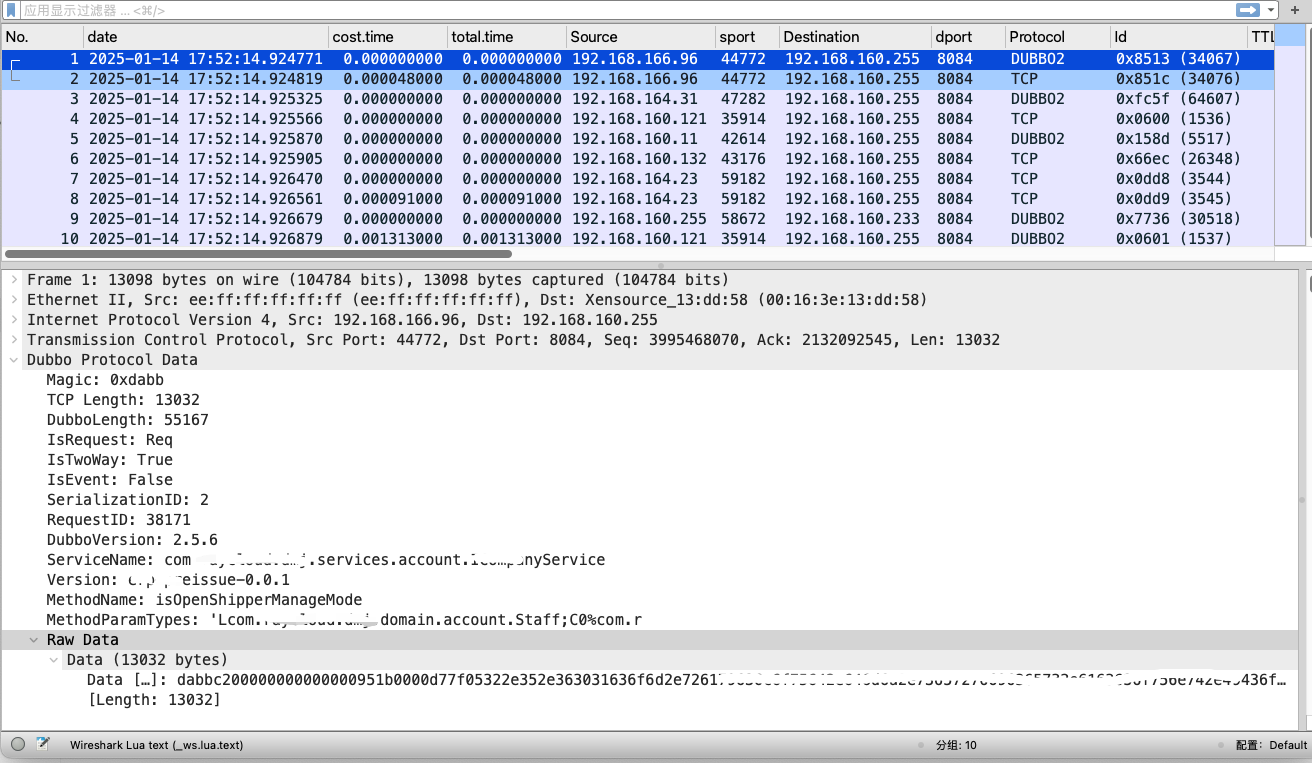 应用显示过滤器 … <⌘/>
No. date cost.time total.time Source sport Destination dport Protocol Id TTL
1 2025-01-14 17:52:14.924771 0.000000000 0.000000000 192.168.166.96 44772 192.168.160.255 8084 DUBBO2 0x8513 (34067)
2 2025-01-14 17:52:14.924819 0.000048000 0.000048000 192.168.166.96 44772 192.168.160.255 8084 TCP 0x851c (34076)
3 2025-01-14 17:52:14.925325 0.000000000 0.000000000 192.168.164.31 47282 192.168.160.255 8084 DUBBO2 0xfc5f (64607)
4 2025-01-14 17:52:14.925566 0.000000000 0.000000000 192.168.160.121 35914 192.168.160.255 8084 TCP 0x0600 (1536)
5 2025-01-14 17:52:14.925870 0.000000000 0.000000000 192.168.160.11 42614 192.168.160.255 8084 DUBBO2 0x158d (5517)
6 2025-01-14 17:52:14.925905 0.000000000 0.000000000 192.168.160.132 43176 192.168.160.255 8084 TCP 0x66ec (26348)
7 2025-01-14 17:52:14.926470 0.000000000 0.000000000 192.168.164.23 59182 192.168.160.255 8084 TCP 0x0dd8 (3544)
8 2025-01-14 17:52:14.926561 0.000091000 0.000091000 192.168.164.23 59182 192.168.160.255 8084 TCP 0x0dd9 (3545)
9 2025-01-14 17:52:14.926679 0.000000000 0.000000000 192.168.160.255 58672 192.168.160.233 8084 DUBBO2 0x7736 (30518)
10 2025-01-14 17:52:14.926879 0.001313000 0.001313000 192.168.160.121 35914 192.168.160.255 8084 DUBBO2 0x0601 (1537)
Frame 1: 13098 bytes on wire (104784 bits), 13098 bytes captured (104784 bits)
Ethernet II, Src: ee:ff:ff:ff:ff:ff (ee:ff:ff:ff:ff:ff), Dst: Xensource_13:dd:58 (00:16:3e:13:dd:58)
Internet Protocol Version 4, Src: 192.168.166.96, Dst: 192.168.160.255
Transmission Control Protocol, Src Port: 44772, Dst Port: 8084, Seq: 3995468070, Ack: 2132092545, Len: 13032
Dubbo Protocol Data
Magic: 0xdabb
TCP Length: 13032
DubboLength: 55167
IsRequest: Req
IsTwoWay: True
IsEvent: False
SerializationID: 2
RequestID: 38171
DubboVersion: 2.5.6
ServiceName: com .services.account.ICompanyService
Version: reissue-0.0.1
MethodName: isOpenShipperManageMode
MethodParamTypes: 'Lcom. domain.account.Staff;C0%com.r
Raw Data
Data (13032 bytes)
Data […]: dabbc200000000000000951b0000d77f05322e352e363031636f6d2e7261
[Length: 13032]
Wireshark Lua text (_ws.lua.text) 分组: 10 配置: Default